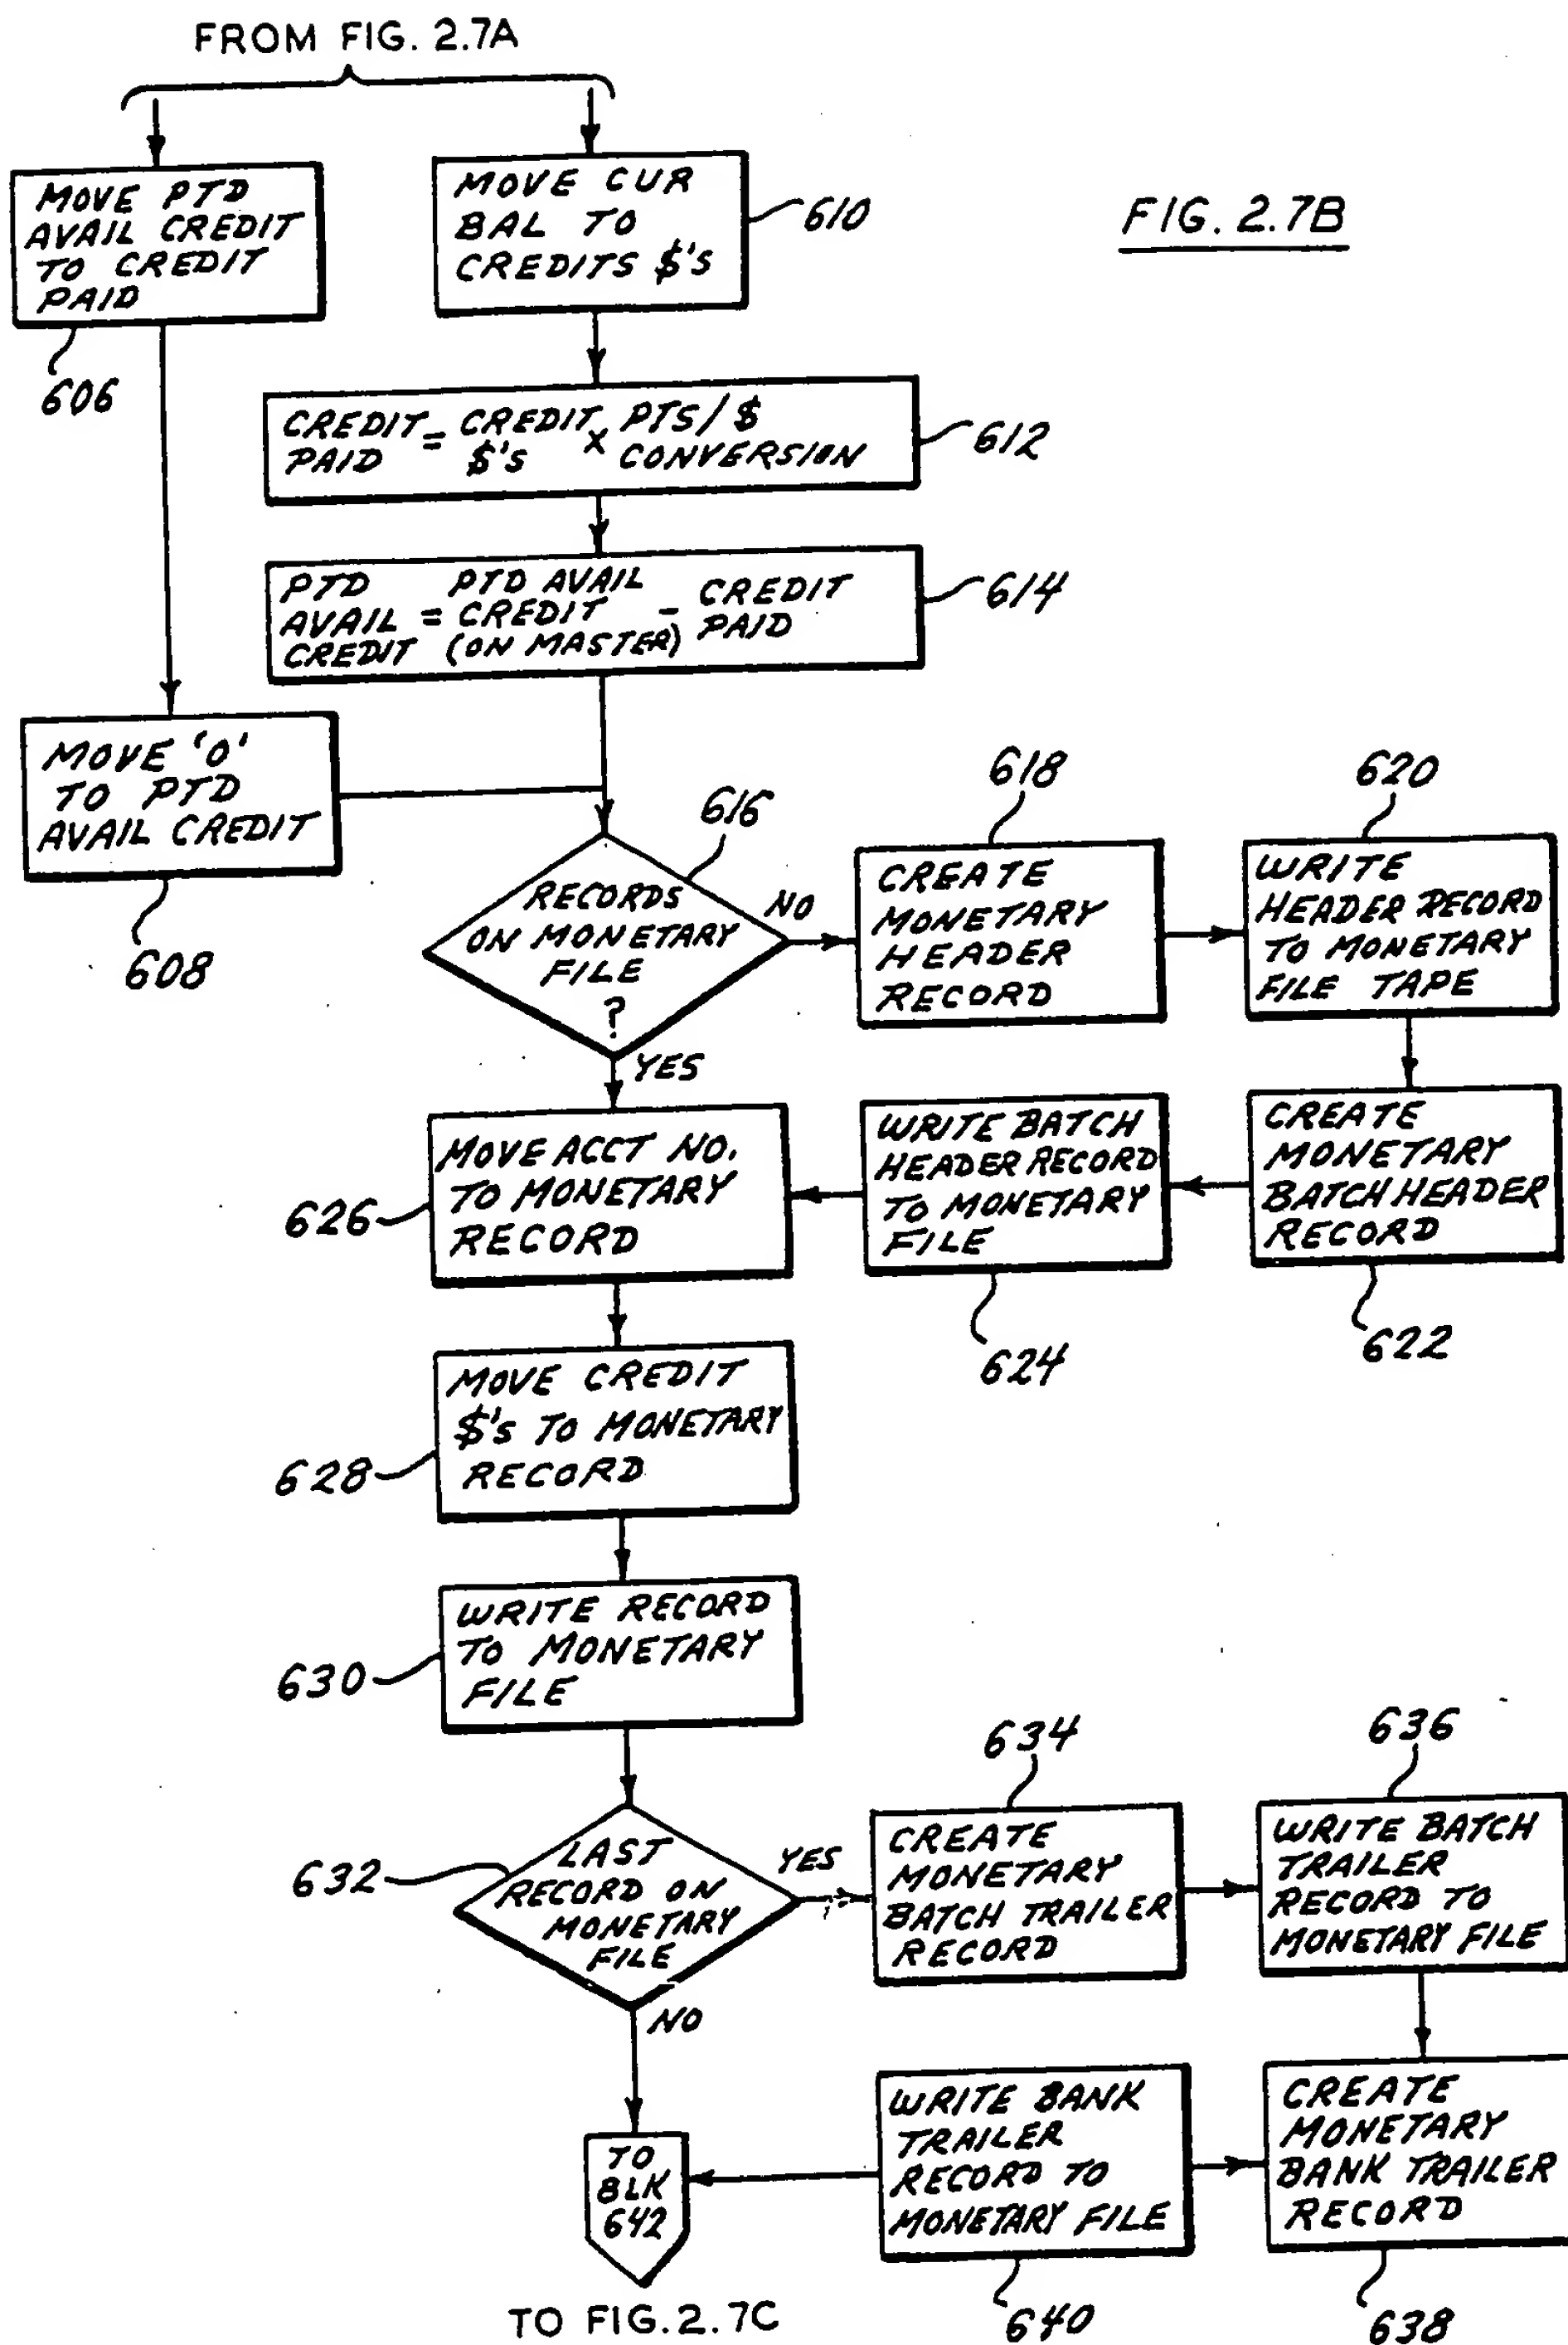 FROM FIG. 2.7A
FIG. 2.7B
MOVE PTD
AVAIL CREDIT
TO CREDIT
PAID
606
MOVE CUR
BAL TO
CREDITS $'s
610
CREDIT = CREDIT x PTS/$
PAID $'s CONVERSION
612
PTD PTD AVAIL
AVAIL = CREDIT - CREDIT
CREDIT (ON MASTER) PAID
614
MOVE '0'
TO PTD
AVAIL CREDIT
608
RECORDS
ON MONETARY
FILE
?
616
NO
YES
CREATE
MONETARY
HEADER
RECORD
618
WRITE
HEADER RECORD
TO MONETARY
FILE TAPE
620
CREATE
MONETARY
BATCH HEADER
RECORD
622
WRITE BATCH
HEADER RECORD
TO MONETARY
FILE
624
MOVE ACCT NO.
TO MONETARY
RECORD
626
MOVE CREDIT
$'s TO MONETARY
RECORD
628
WRITE RECORD
TO MONETARY
FILE
630
LAST
RECORD ON
MONETARY
FILE
632
YES
NO
CREATE
MONETARY
BATCH TRAILER
RECORD
634
WRITE BATCH
TRAILER
RECORD TO
MONETARY FILE
636
CREATE
MONETARY
BANK TRAILER
RECORD
638
WRITE BANK
TRAILER
RECORD TO
MONETARY FILE
640
TO
BLK
642
TO FIG. 2.7C